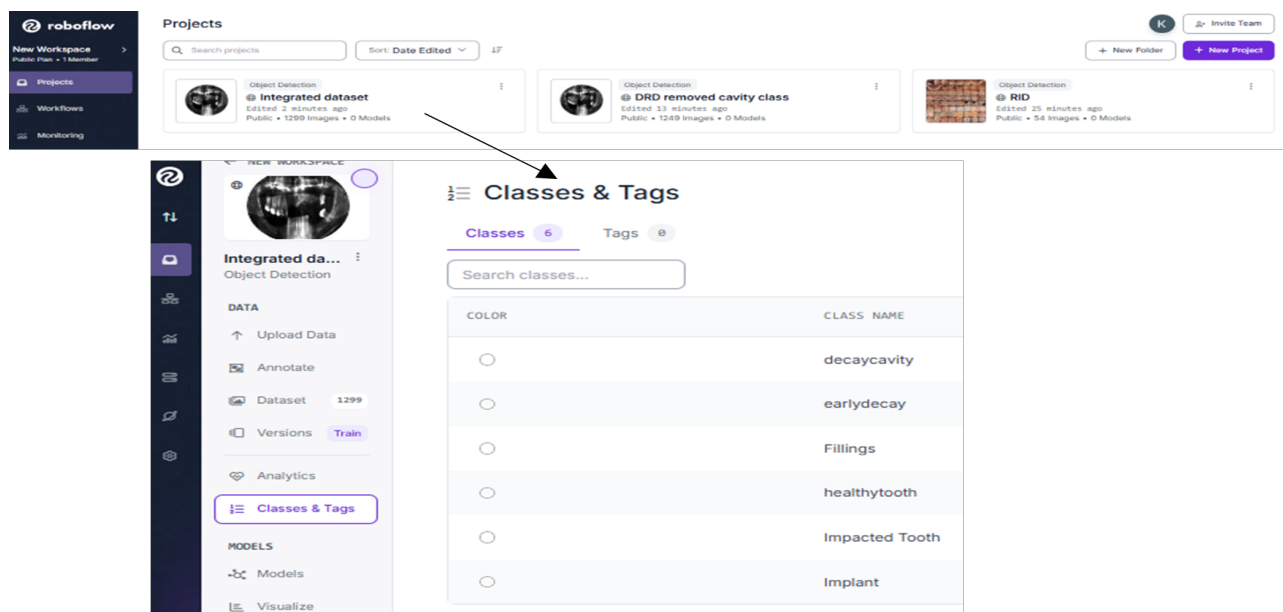 roboflow
Projects
K
Invite Team
New Workspace
Public Plan • 1 Member
Search projects
Sort: Date Edited
+ New Folder
+ New Project
Projects
Workflows
Monitoring
Object Detection
Integrated dataset
Edited 2 minutes ago
Public • 1299 Images • 0 Models
Object Detection
DRD removed cavity class
Edited 13 minutes ago
Public • 1249 Images • 0 Models
Object Detection
RID
Edited 25 minutes ago
Public • 54 Images • 0 Models
NEW WORKSPACE
Integrated da...
Object Detection
DATA
Upload Data
Annotate
Dataset 1299
Versions Train
Analytics
Classes & Tags
MODELS
Models
Visualize
Classes & Tags
Classes 6 Tags 0
Search classes...
COLOR CLASS NAME
decaycavity
earlydecay
Fillings
healthytooth
Impacted Tooth
Implant